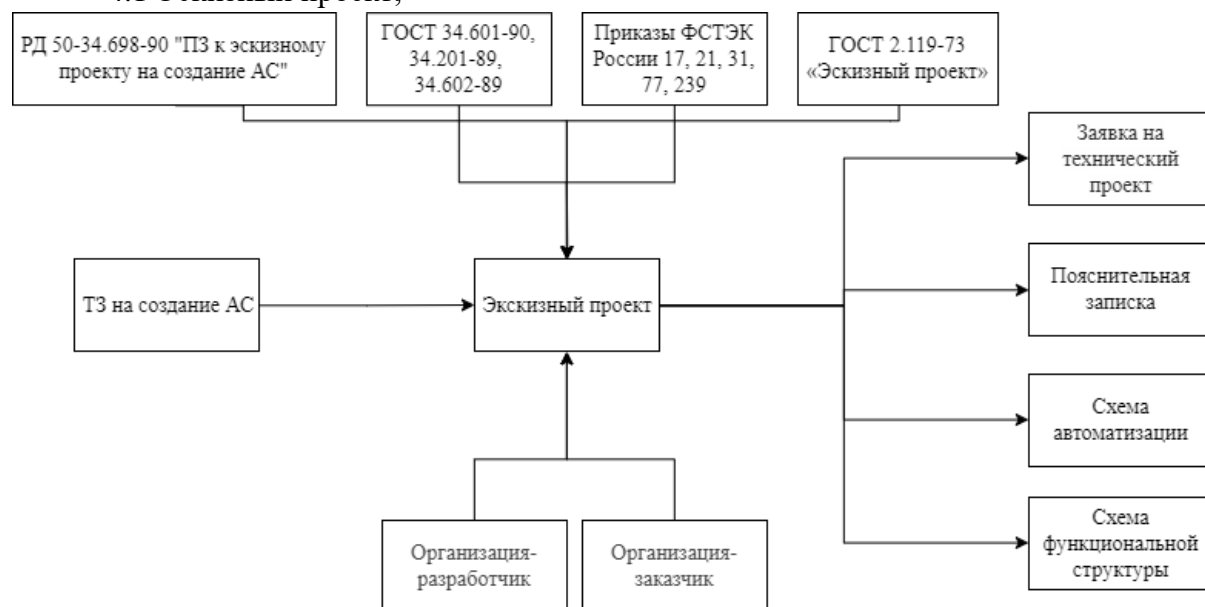 РД 50-34.698-90 "ПЗ к эскизному
проекту на создание АС"
ГОСТ 34.601-90,
34.201-89,
34.602-89
Приказы ФСТЭК
России 17, 21, 31,
77, 239
ГОСТ 2.119-73
«Эскизный проект»
Заявка на
технический
проект
ТЗ на создание АС
Экскизный проект
Пояснительная
записка
Схема
автоматизации
Организация-
разработчик
Организация-
заказчик
Схема
функциональной
структуры